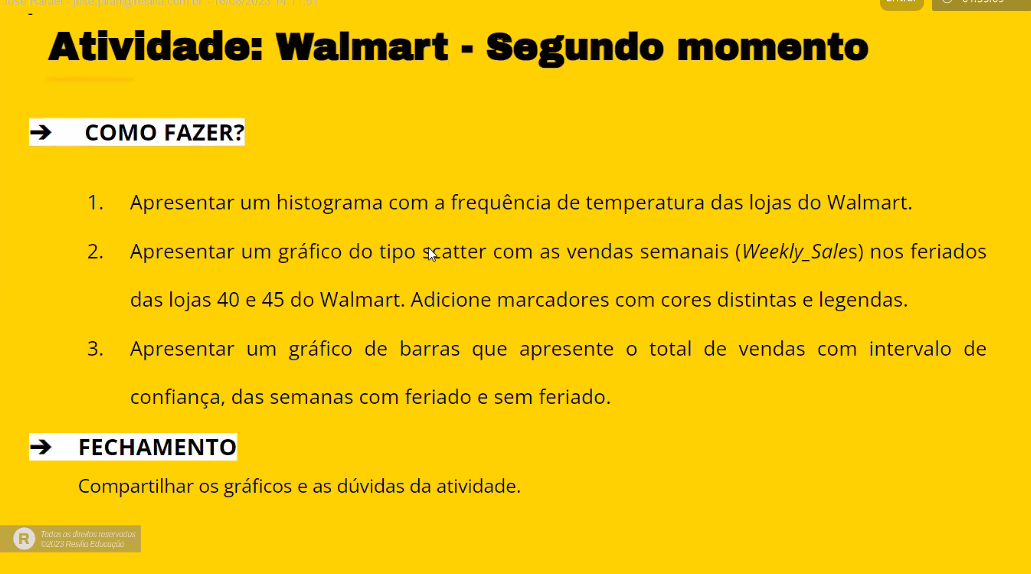 Atividade: Walmart - Segundo momento
➔ COMO FAZER?
1. Apresentar um histograma com a frequência de temperatura das lojas do Walmart.
2. Apresentar um gráfico do tipo scatter com as vendas semanais (Weekly_Sales) nos feriados
das lojas 40 e 45 do Walmart. Adicione marcadores com cores distintas e legendas.
3. Apresentar um gráfico de barras que apresente o total de vendas com intervalo de
confiança, das semanas com feriado e sem feriado.
➔ FECHAMENTO
Compartilhar os gráficos e as dúvidas da atividade.
R
Todos os direitos reservados
©2023 Resilia Educação